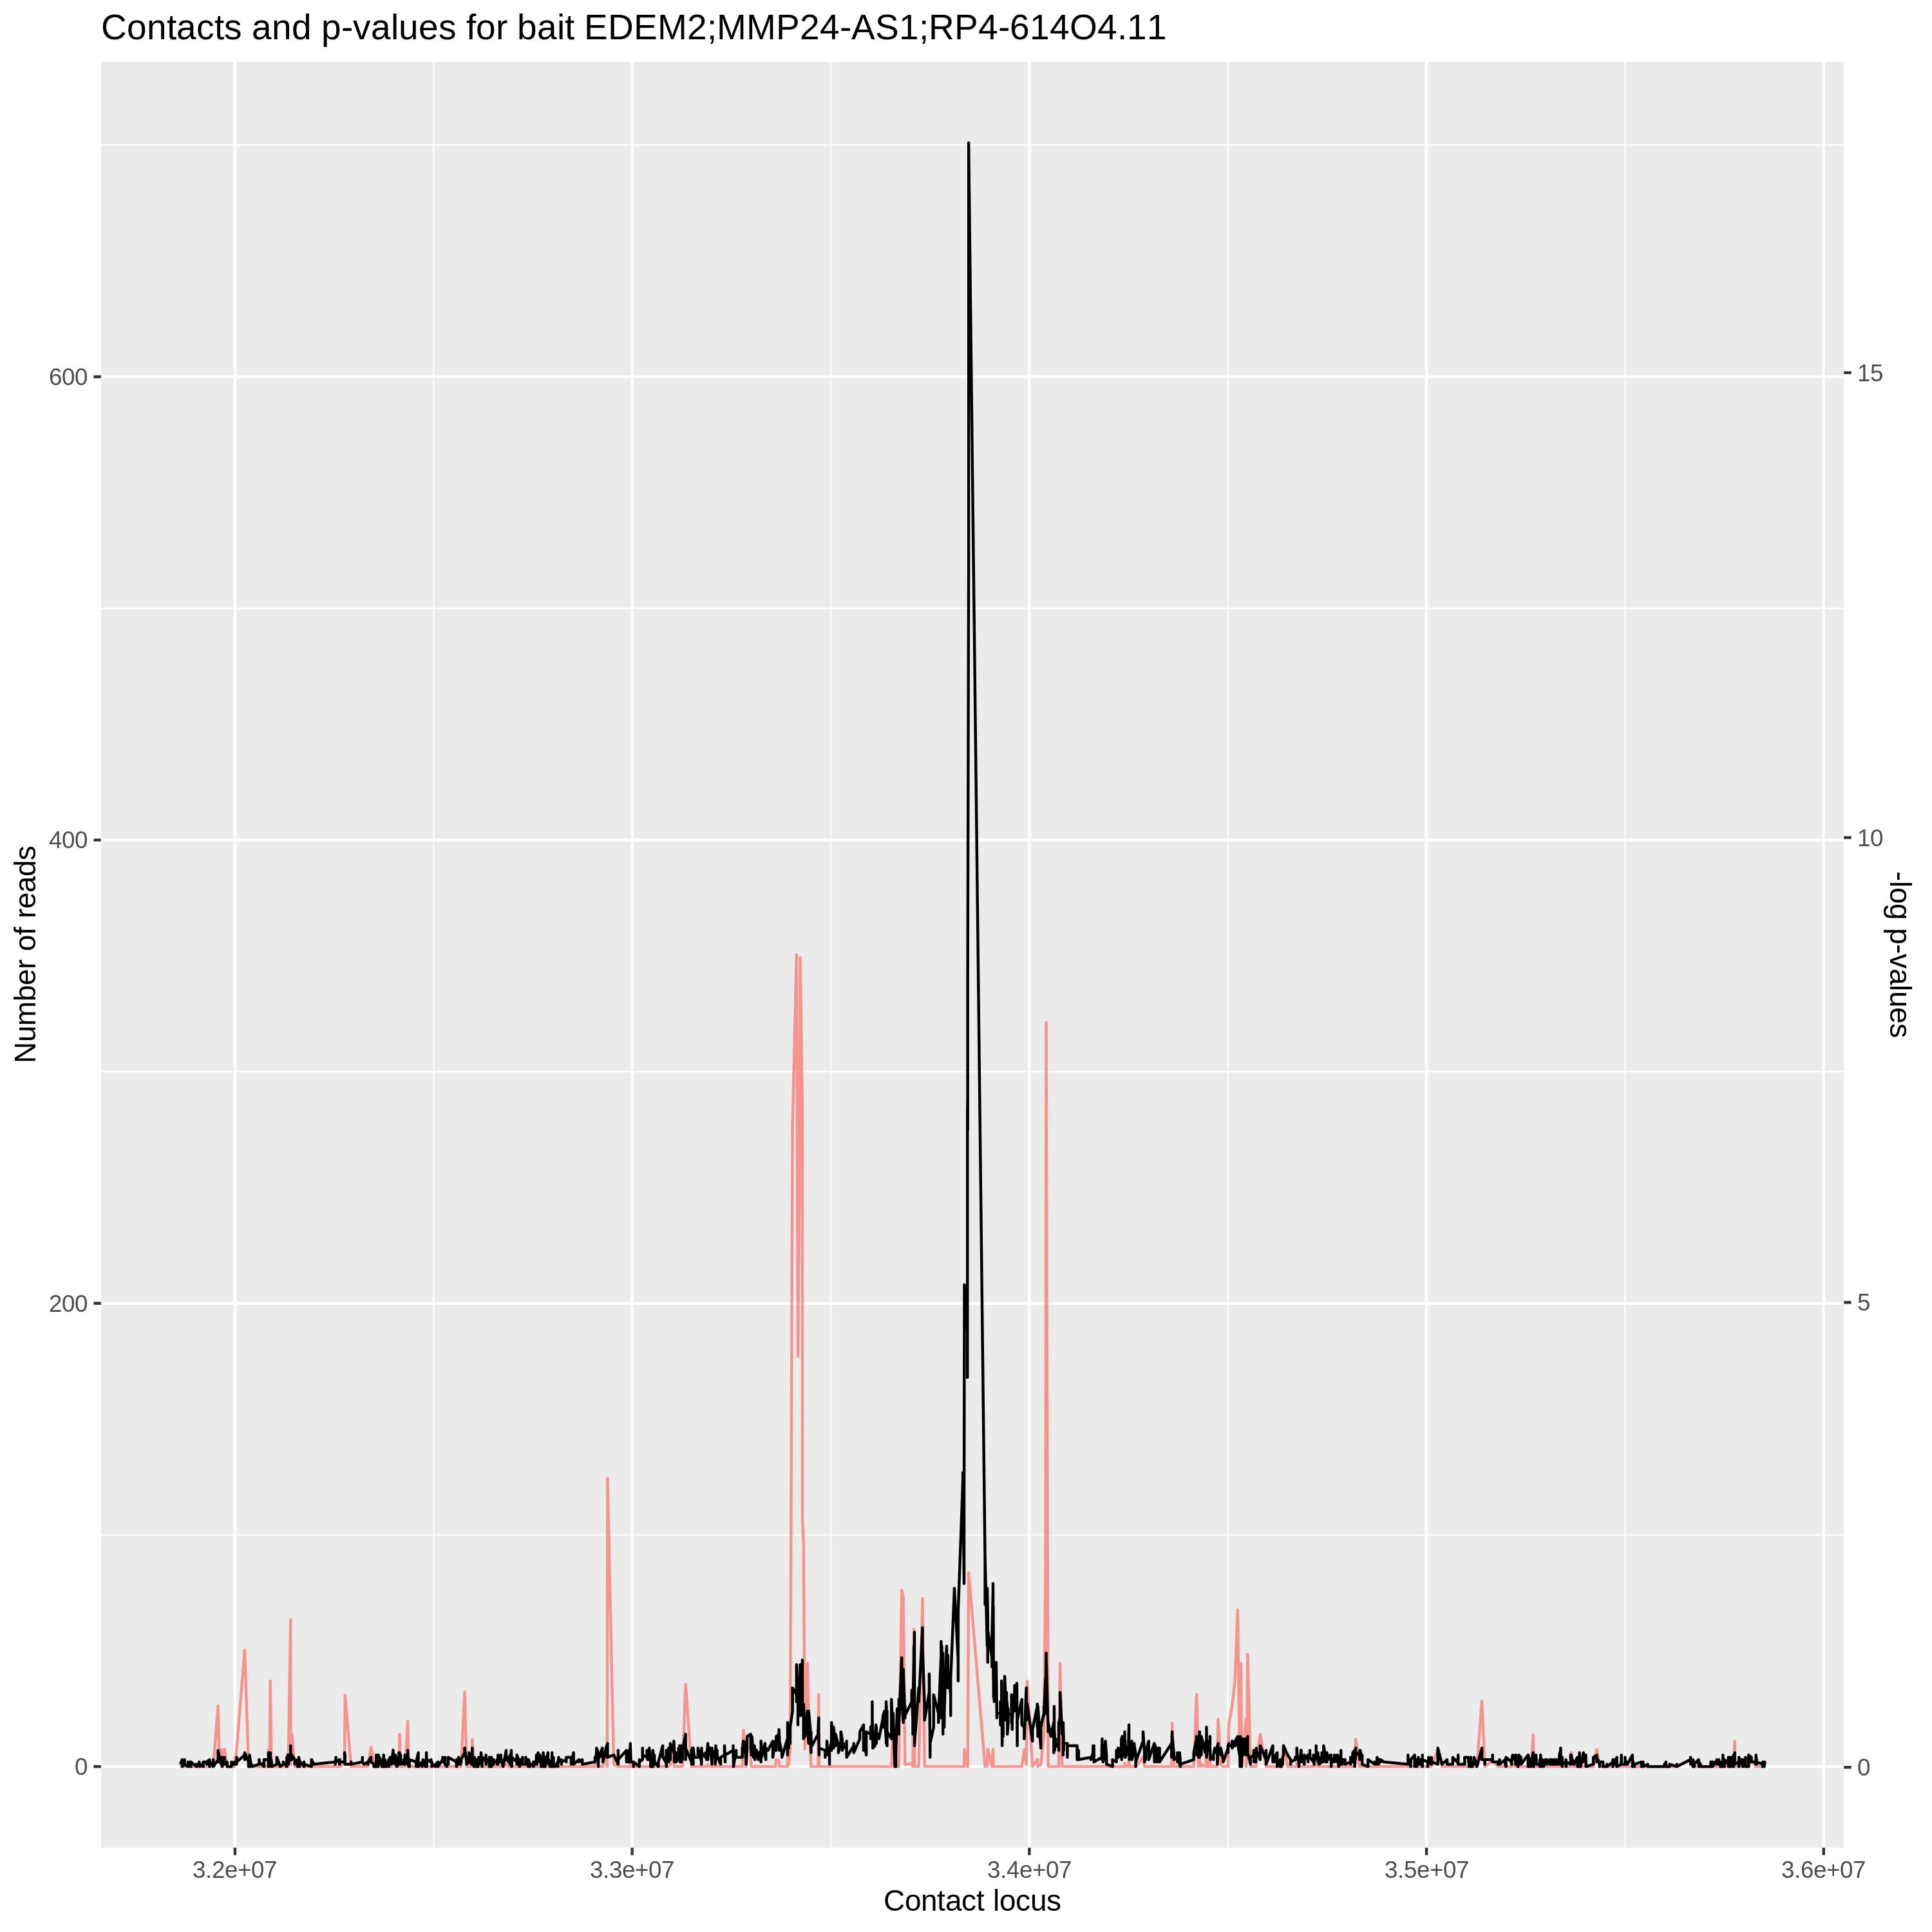 Contacts and p-values for bait EDEM2;MMP24-AS1;RP4-614O4.11
Number of reads
600
400
200
0
15
10
5
0
-log p-values
3.2e+07 3.3e+07 3.4e+07 3.5e+07 3.6e+07
Contact locus